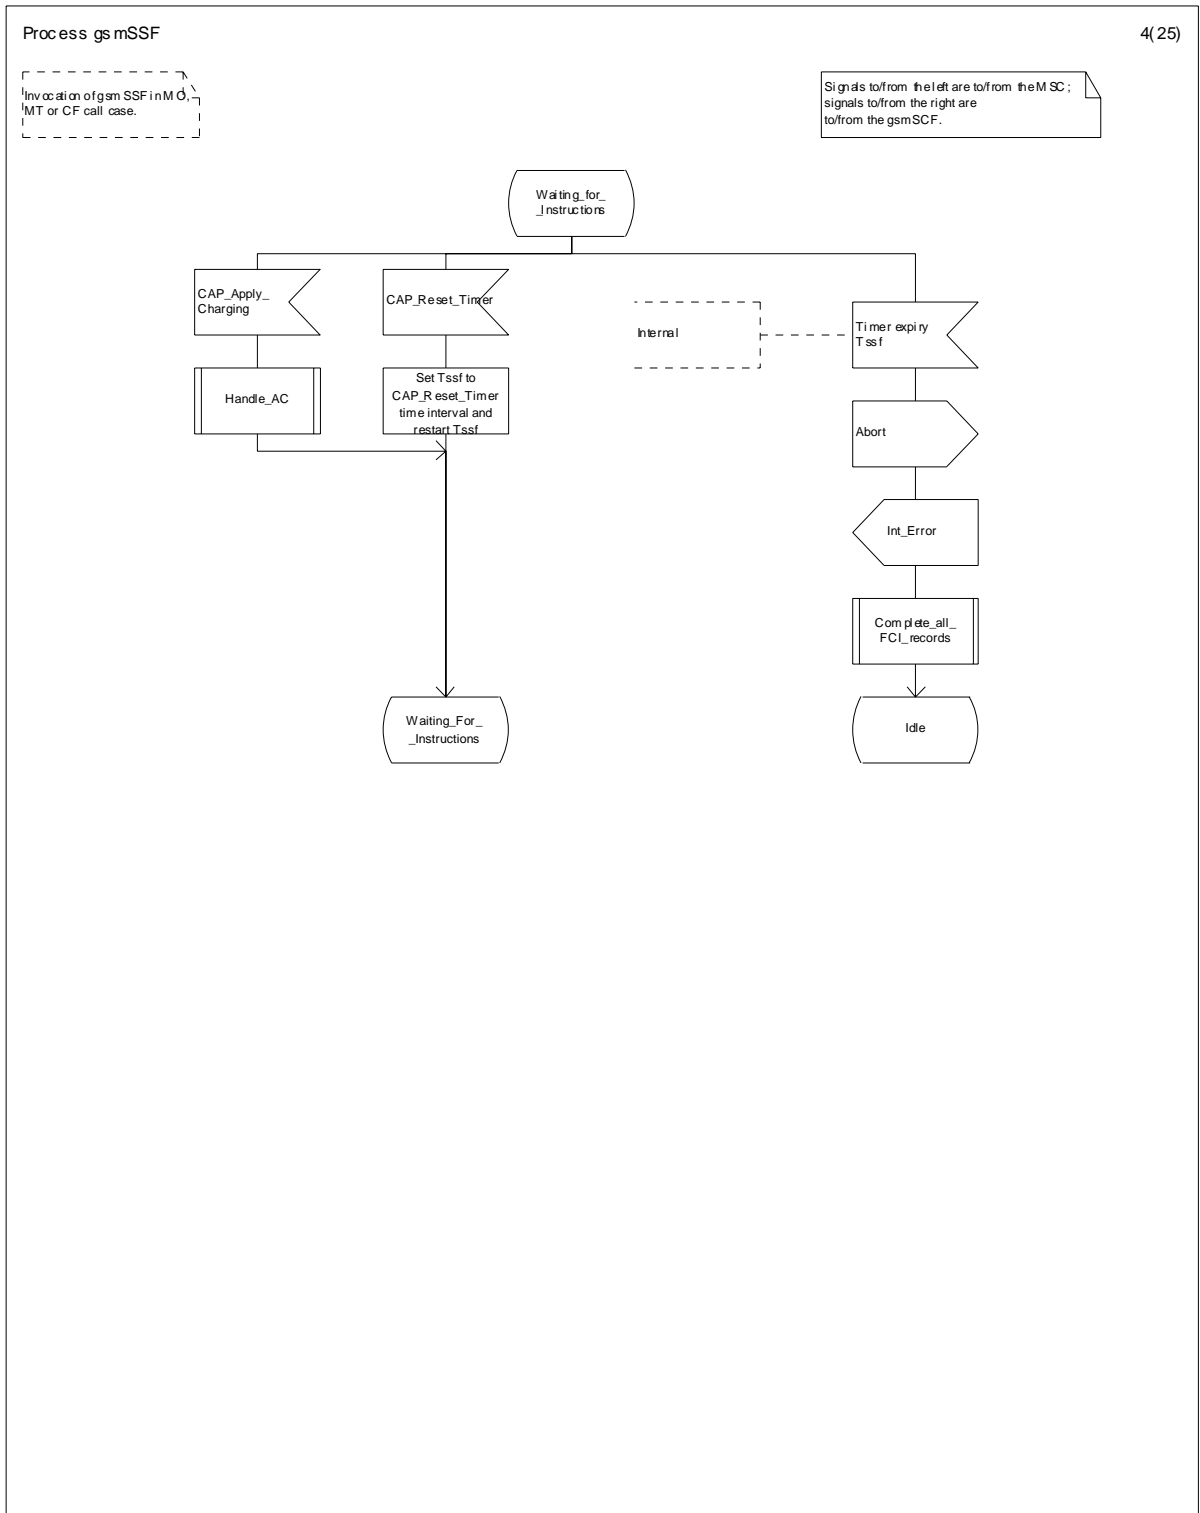 Process gsmSSF
4(25)
Invocation of gsmSSF in MO,
MT or CF call case.
Signals to/from the left are to/from the MSC;
signals to/from the right are
to/from the gsmSCF.
Waiting_for_
_Instructions
CAP_Apply_
Charging
CAP_Reset_Timer
Internal
Timer expiry
Tssf
Handle_AC
Set Tssf to
CAP_Reset_Timer
time interval and
restart Tssf
Abort
Int_Error
Complete_all_
FCI_records
Waiting_For_
_Instructions
Idle